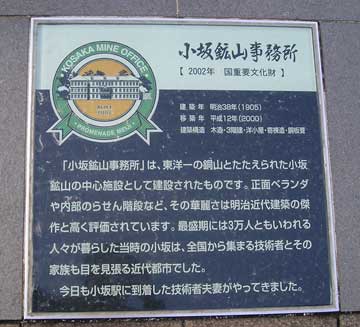 KOSAKA MINE OFFICE
PROMENADE MEIJI
小坂鉱山事務所
【 2002年 国重要文化財 】
建築年 明治38年(1905)
移築年 平成12年(2000)
建築構造 木造・3階建・洋小屋・寄棟造・銅板葺
「小坂鉱山事務所」は、東洋一の銅山とたたえられた小坂
鉱山の中心施設として建設されたものです。正面ベランダ
や内部のらせん階段など、その華麗さは明治近代建築の傑
作と高く評価されています。最盛期には3万人ともいわれる
人々が暮らした当時の小坂は、全国から集まる技術者とその
家族も目を見張る近代都市でした。
今日も小坂駅に到着した技術者夫妻がやってきました。